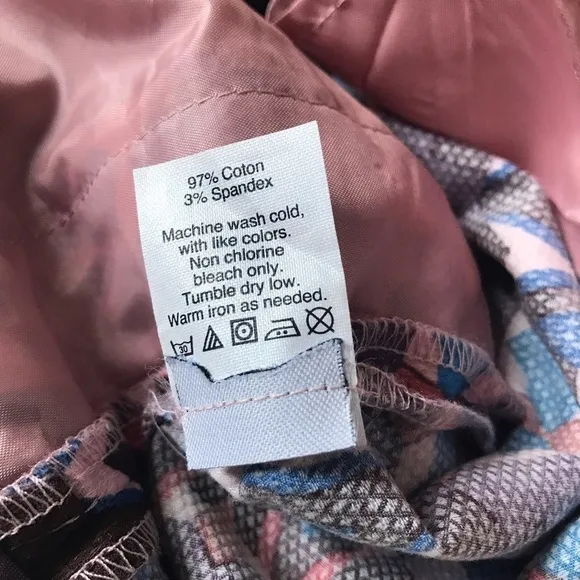 97% Coton
3% Spandex
Machine wash cold,
with like colors.
Non chlorine
bleach only.
Tumble dry low.
Warm iron as needed.
30